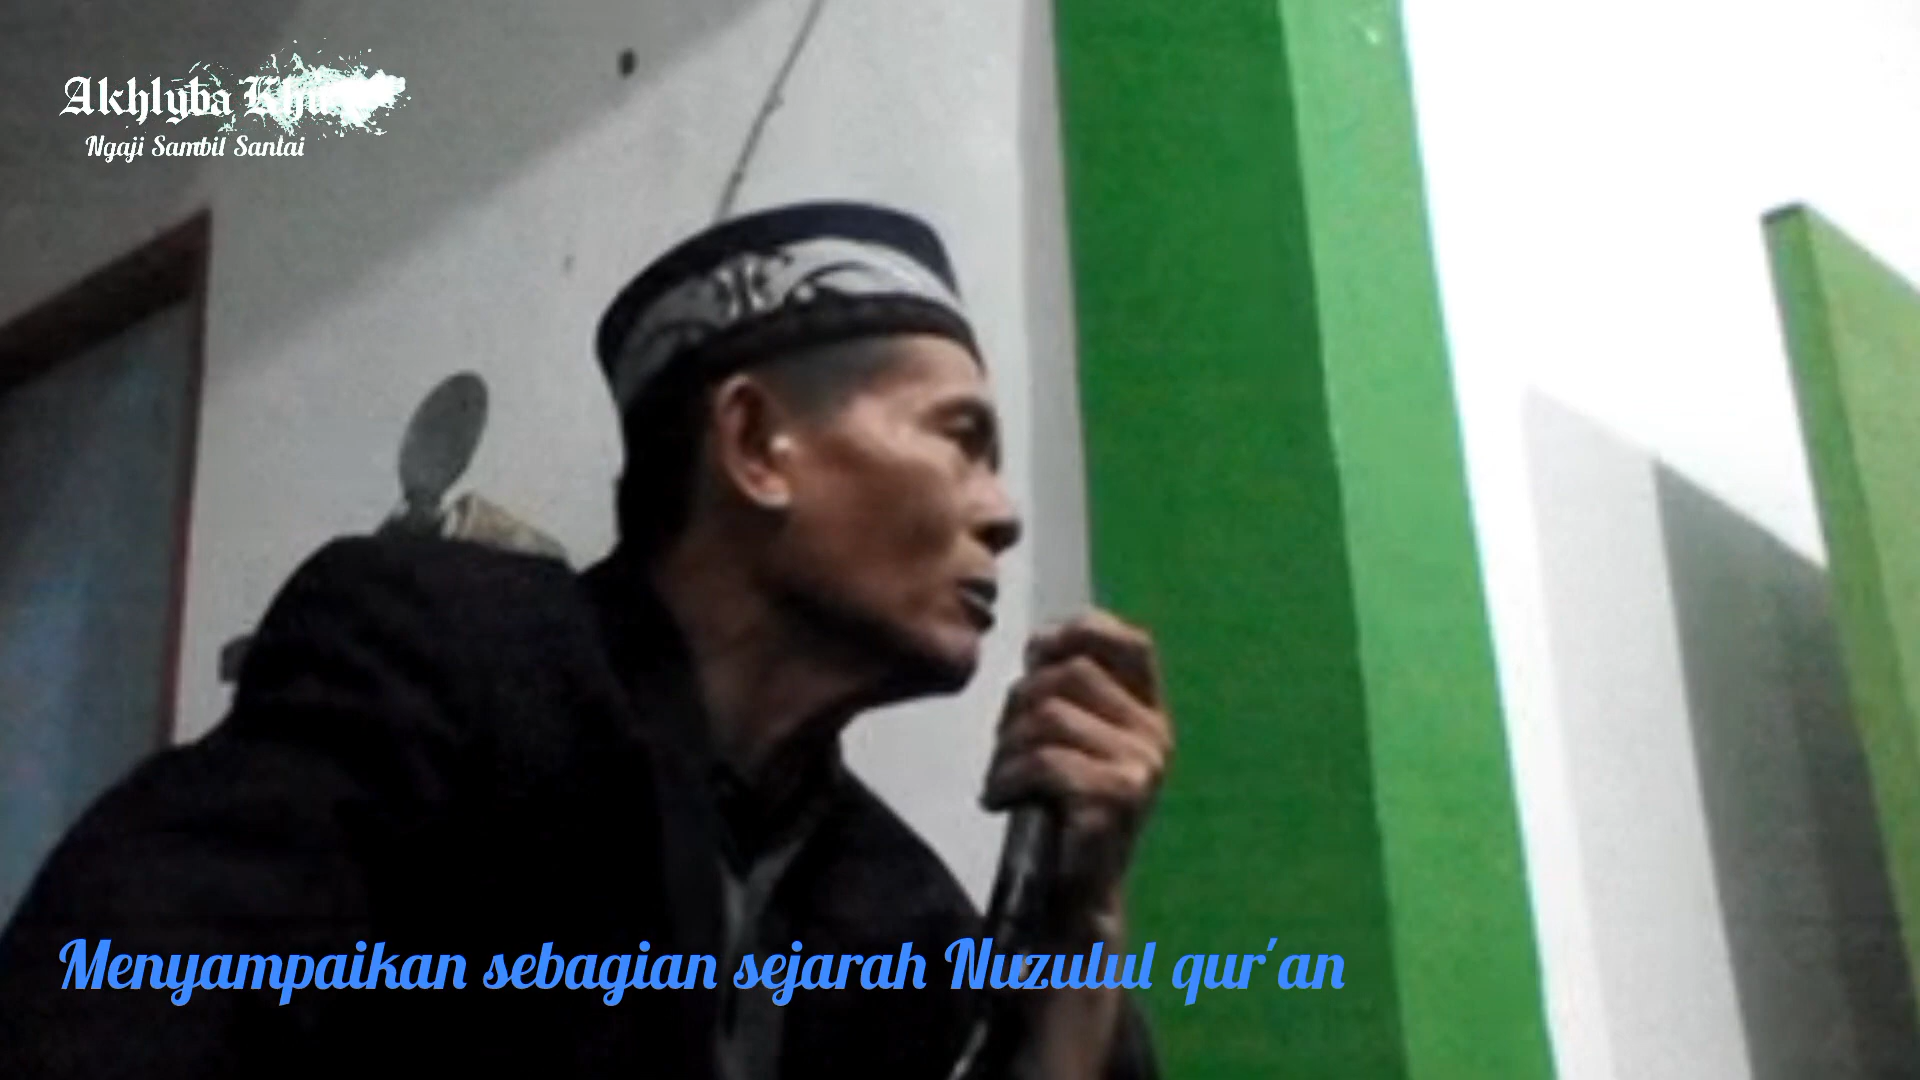 Akhlyba
Ngaji Sambil Santai
Menyampaikan sebagian sejarah Nuzulul qur'an